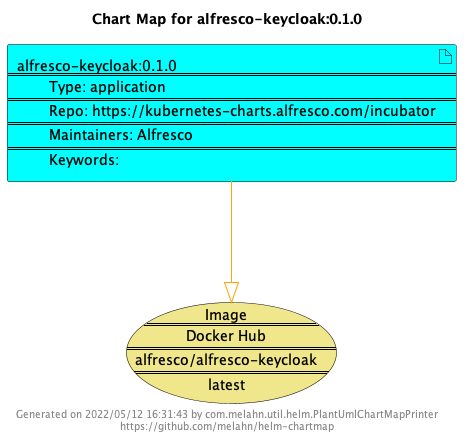 Chart Map for alfresco-keycloak:0.1.0
alfresco-keycloak:0.1.0
Type: application
Repo: https://kubernetes-charts.alfresco.com/incubator
Maintainers: Alfresco
Keywords:
Image
Docker Hub
alfresco/alfresco-keycloak
latest
Generated on 2022/05/12 16:31:43 by com.melahn.util.helm.PlantUmlChartMapPrinter
https://github.com/melahn/helm-chartmap